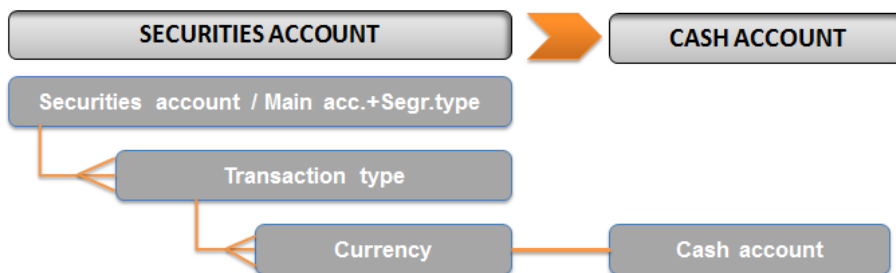 SECURITIES ACCOUNT
CASH ACCOUNT
Securities account / Main acc.+Segr.type
Transaction type
Currency
Cash account